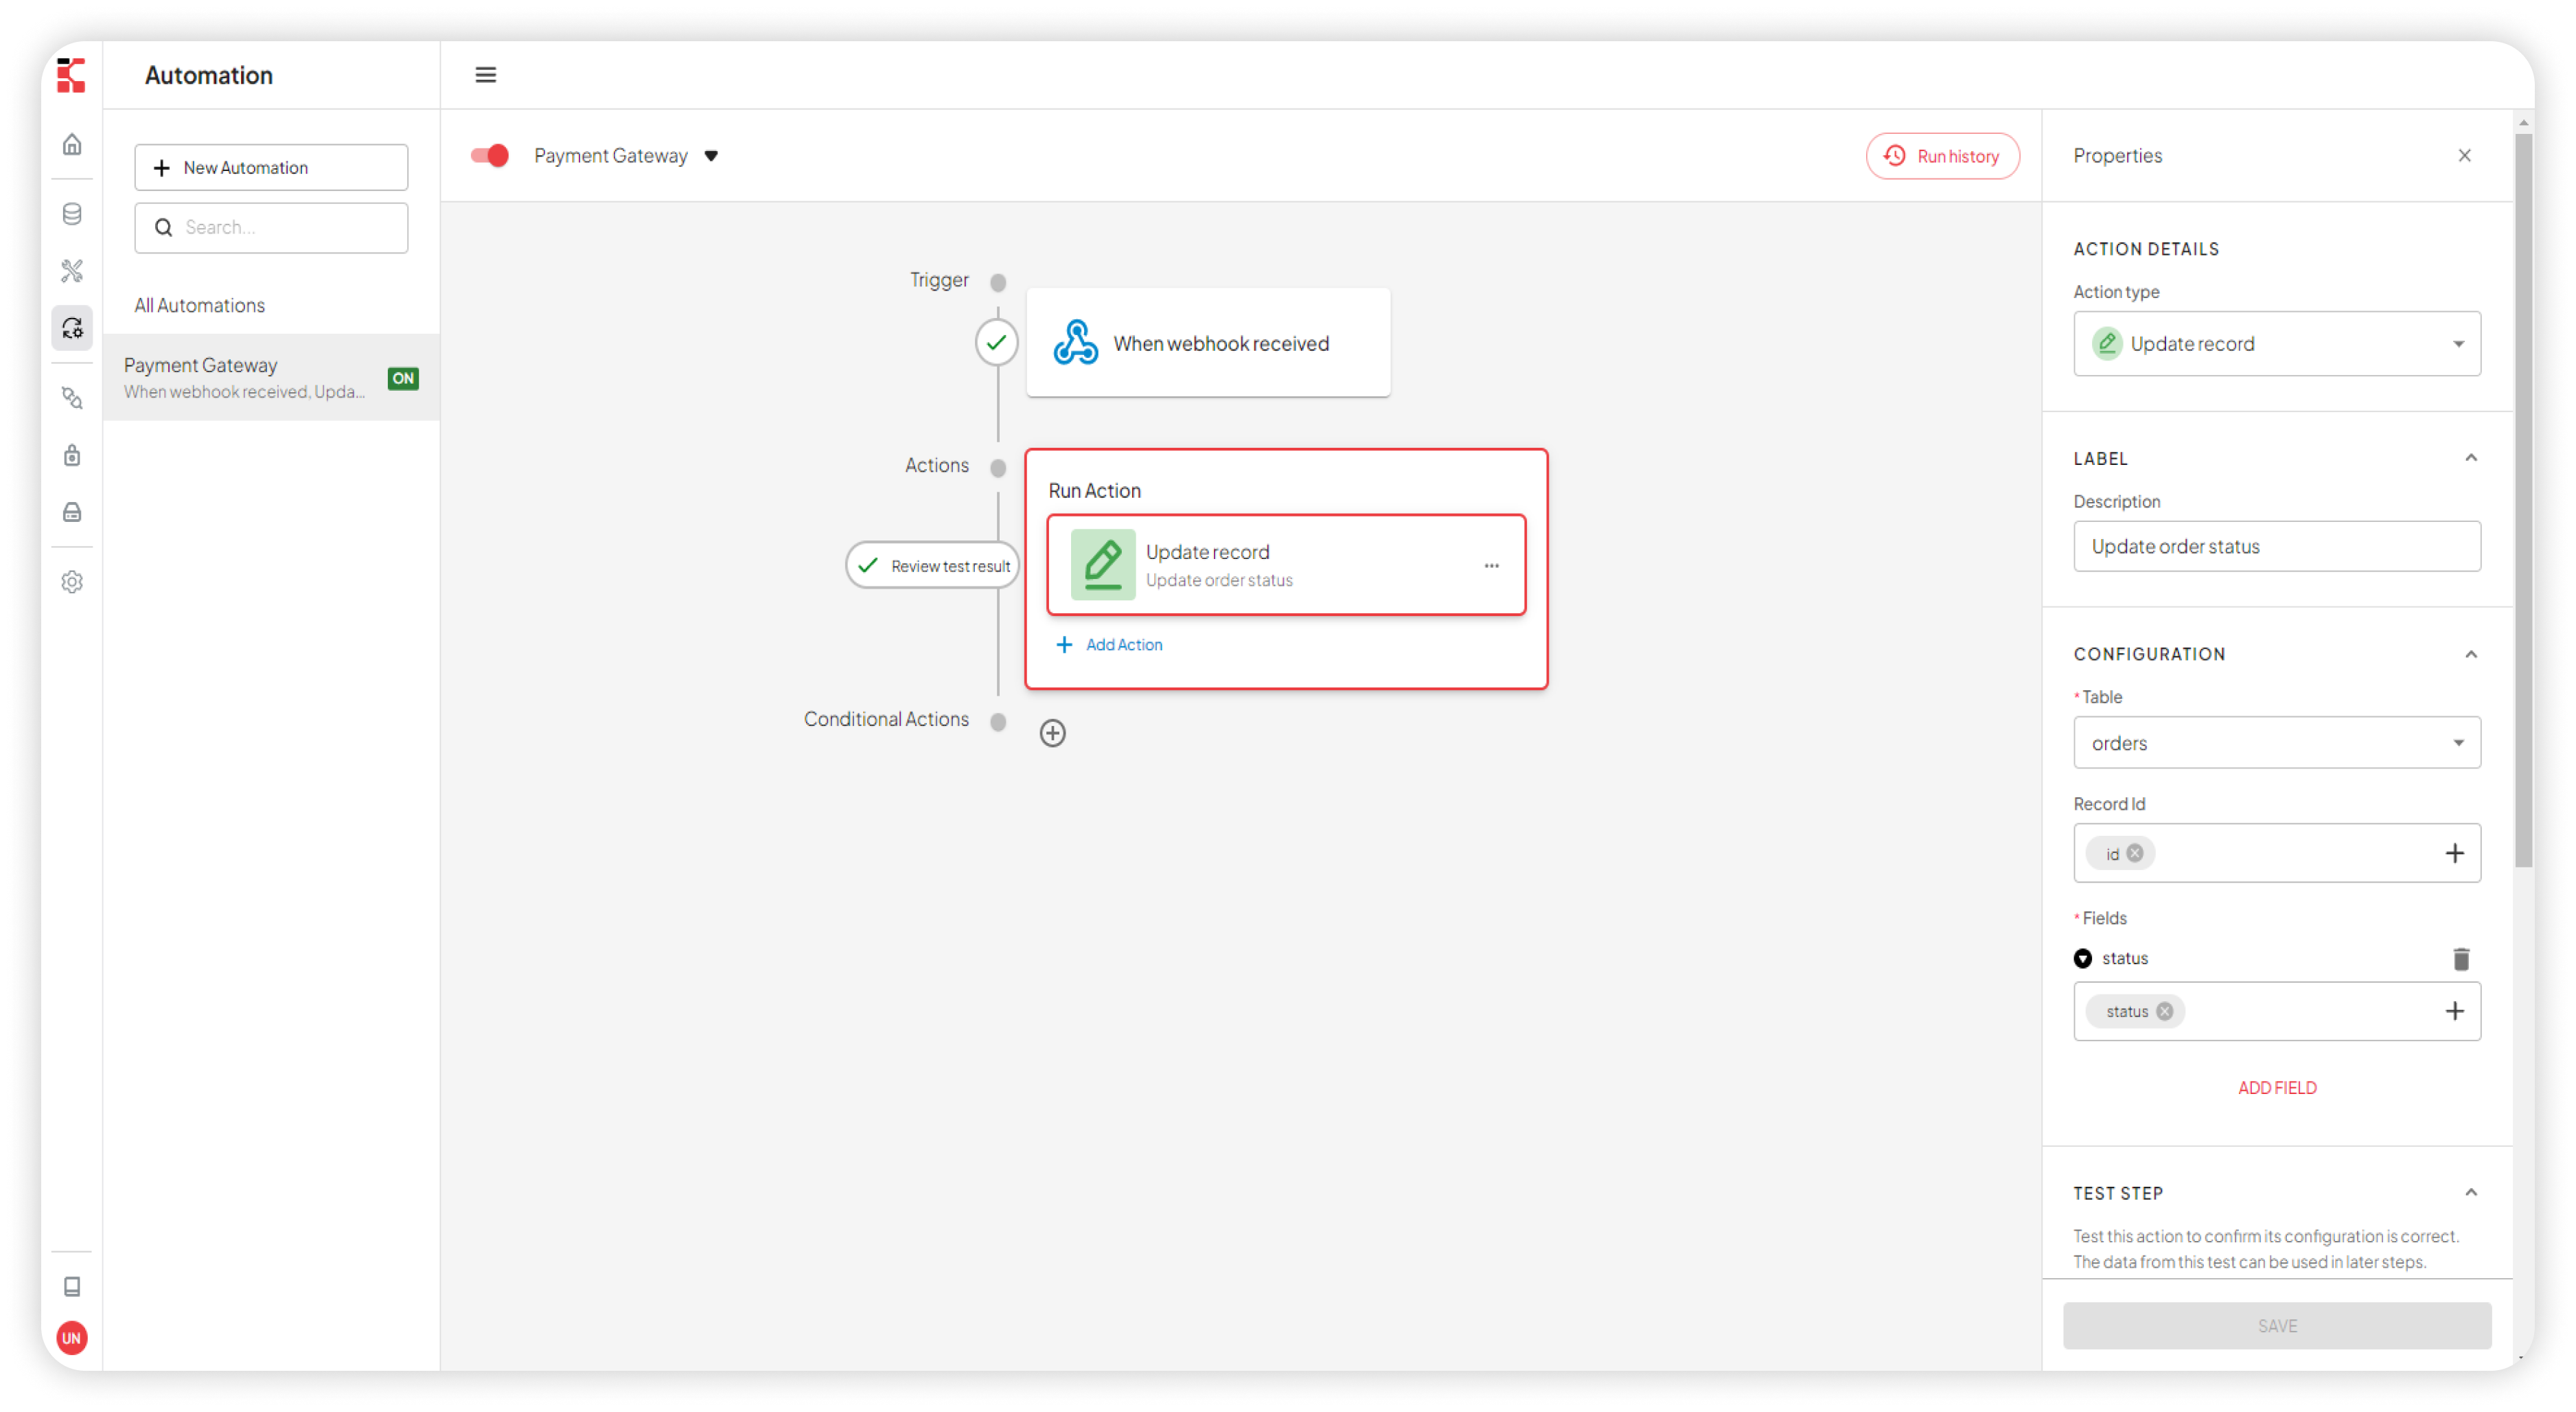 Automation
New Automation
Search...
All Automations
Payment Gateway
When webhook received, Upda...
ON
UN
Payment Gateway
Run history
Trigger
When webhook received
Actions
Run Action
Update record
Update order status
Review test result
Add Action
Conditional Actions
Properties
ACTION DETAILS
Action type
Update record
LABEL
Description
Update order status
CONFIGURATION
* Table
orders
Record Id
id
* Fields
status
status
ADD FIELD
TEST STEP
Test this action to confirm its configuration is correct.
The data from this test can be used in later steps.
SAVE